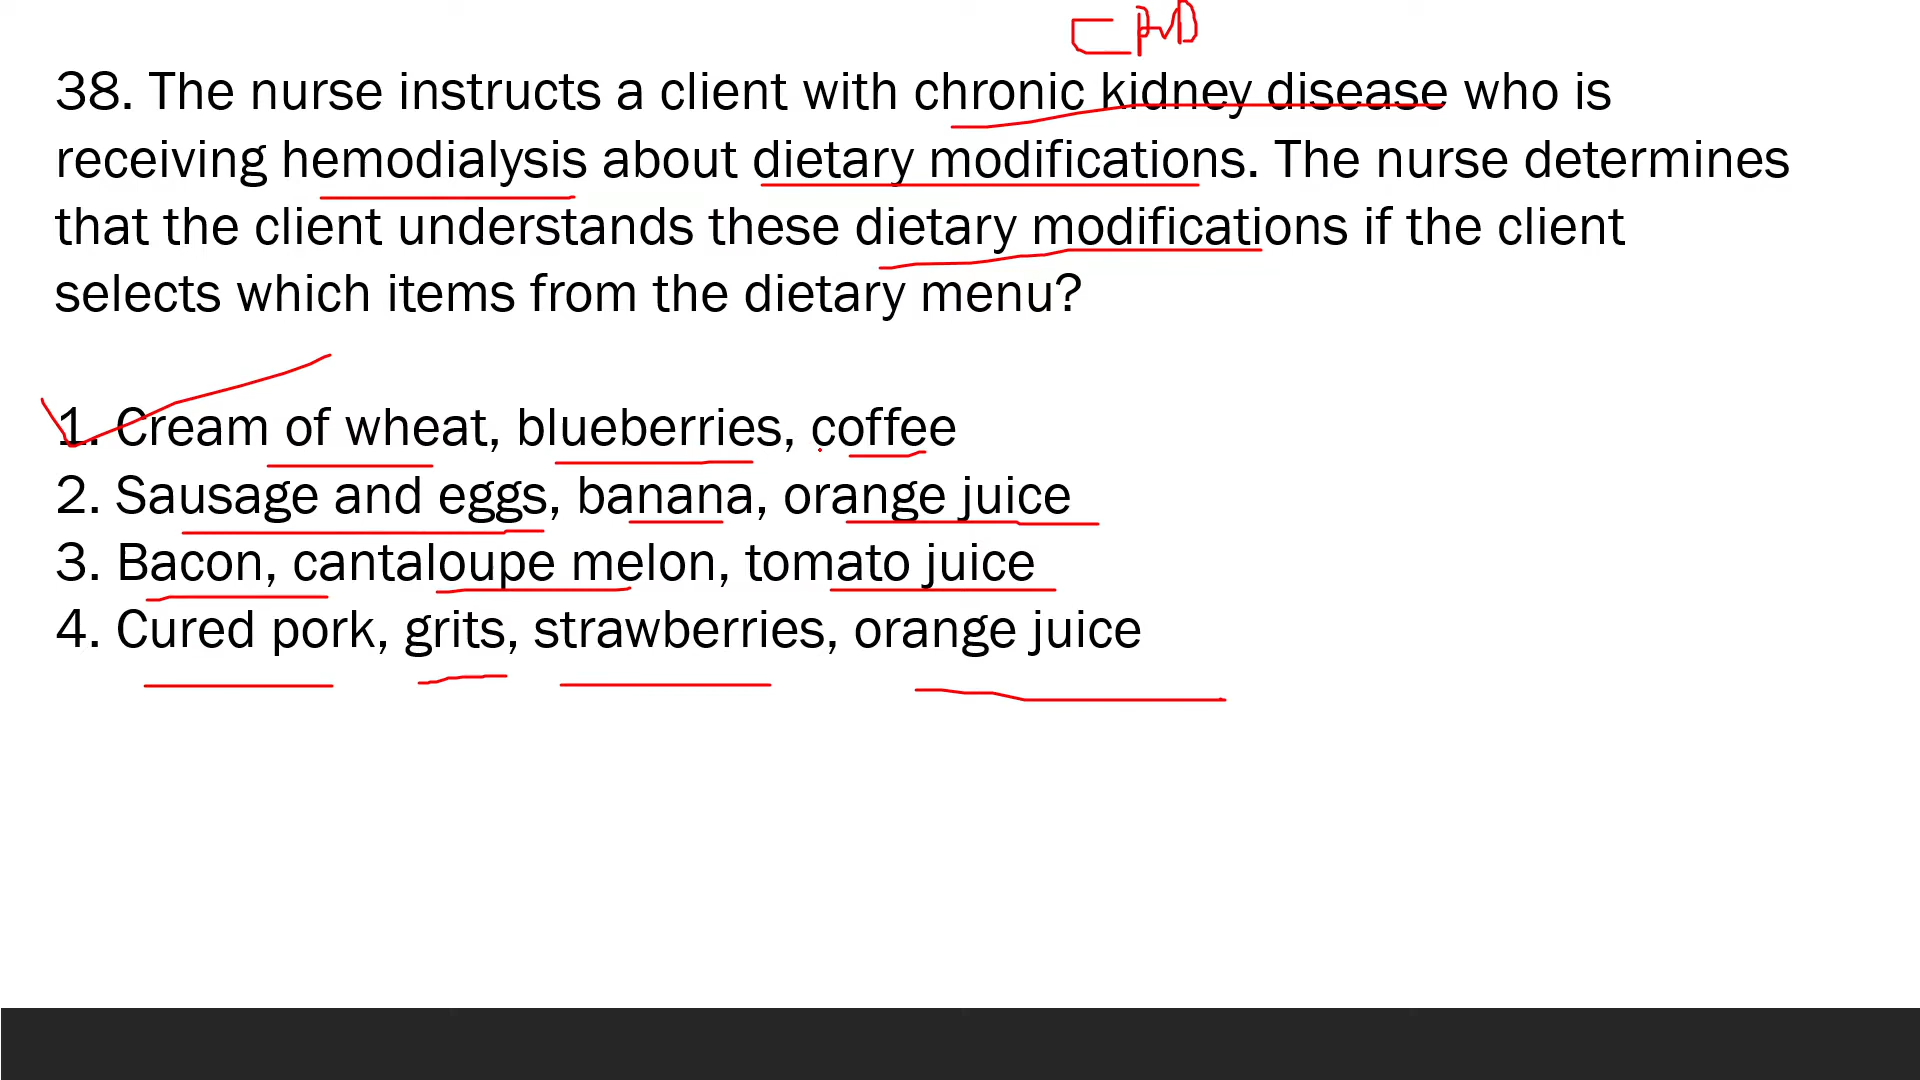 38. The nurse instructs a client with chronic kidney disease who is
receiving hemodialysis about dietary modifications. The nurse determines
that the client understands these dietary modifications if the client
selects which items from the dietary menu?
1. Cream of wheat, blueberries, coffee
2. Sausage and eggs, banana, orange juice
3. Bacon, cantaloupe melon, tomato juice
4. Cured pork, grits, strawberries, orange juice